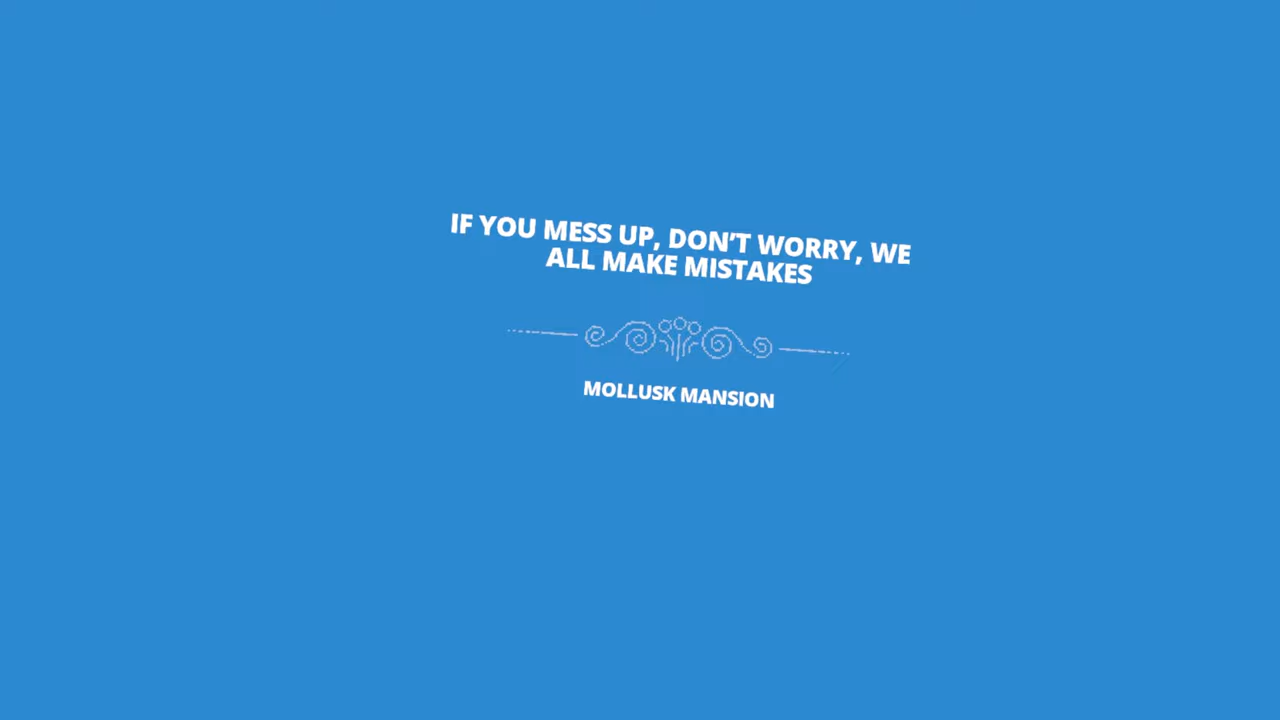 IF YOU MESS UP, DON’T WORRY, WE
ALL MAKE MISTAKES
MOLLUSK MANSION